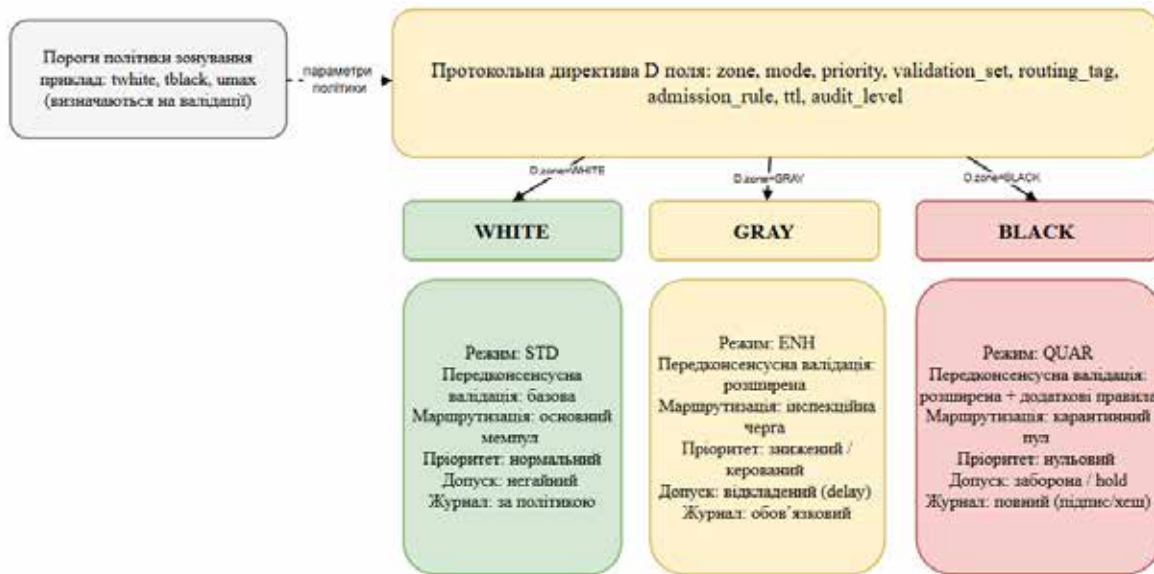 Пороги політики зонування
приклад: twhite, tblack, umax
(визначаються на валідації)
параметри
політики
Протокольна директива D поля: zone, mode, priority, validation_set, routing_tag,
admission_rule, ttl, audit_level
D.zone=WHITE
D.zone=GRAY
D.zone=BLACK
WHITE
GRAY
BLACK
Режим: STD
Передконсенсусна
валідація: базова
Маршрутизація: основний
мемпул
Пріоритет: нормальний
Допуск: негайний
Журнал: за політикою
Режим: ENH
Передконсенсусна валідація:
розширена
Маршрутизація: інспекційна
черга
Пріоритет: знижений /
керований
Допуск: відкладений (delay)
Журнал: обов’язковий
Режим: QUAR
Передконсенсусна валідація:
розширена + додаткові правила
Маршрутизація: карантинний
пул
Пріоритет: нульовий
Допуск: заборона / hold
Журнал: повний (підпис/хеш)